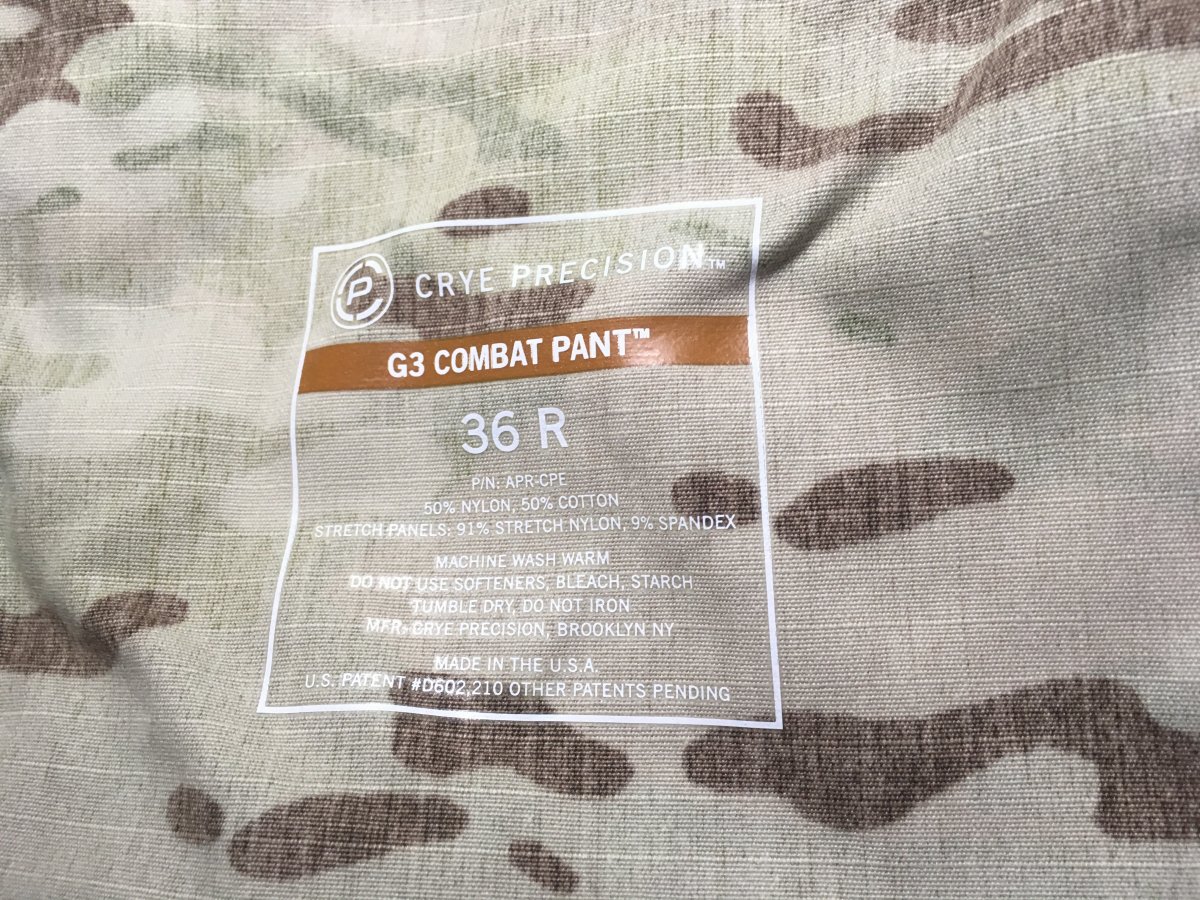 CP CRYE PRECISION™
G3 COMBAT PANT™
36 R
P/N: APR-CPE
50% NYLON, 50% COTTON
STRETCH PANELS: 91% STRETCH NYLON, 9% SPANDEX
MACHINE WASH WARM
DO NOT USE SOFTENERS, BLEACH, STARCH
TUMBLE DRY, DO NOT IRON
MFR: CRYE PRECISION, BROOKLYN NY
MADE IN THE U.S.A.
U.S. PATENT #D602,210 OTHER PATENTS PENDING